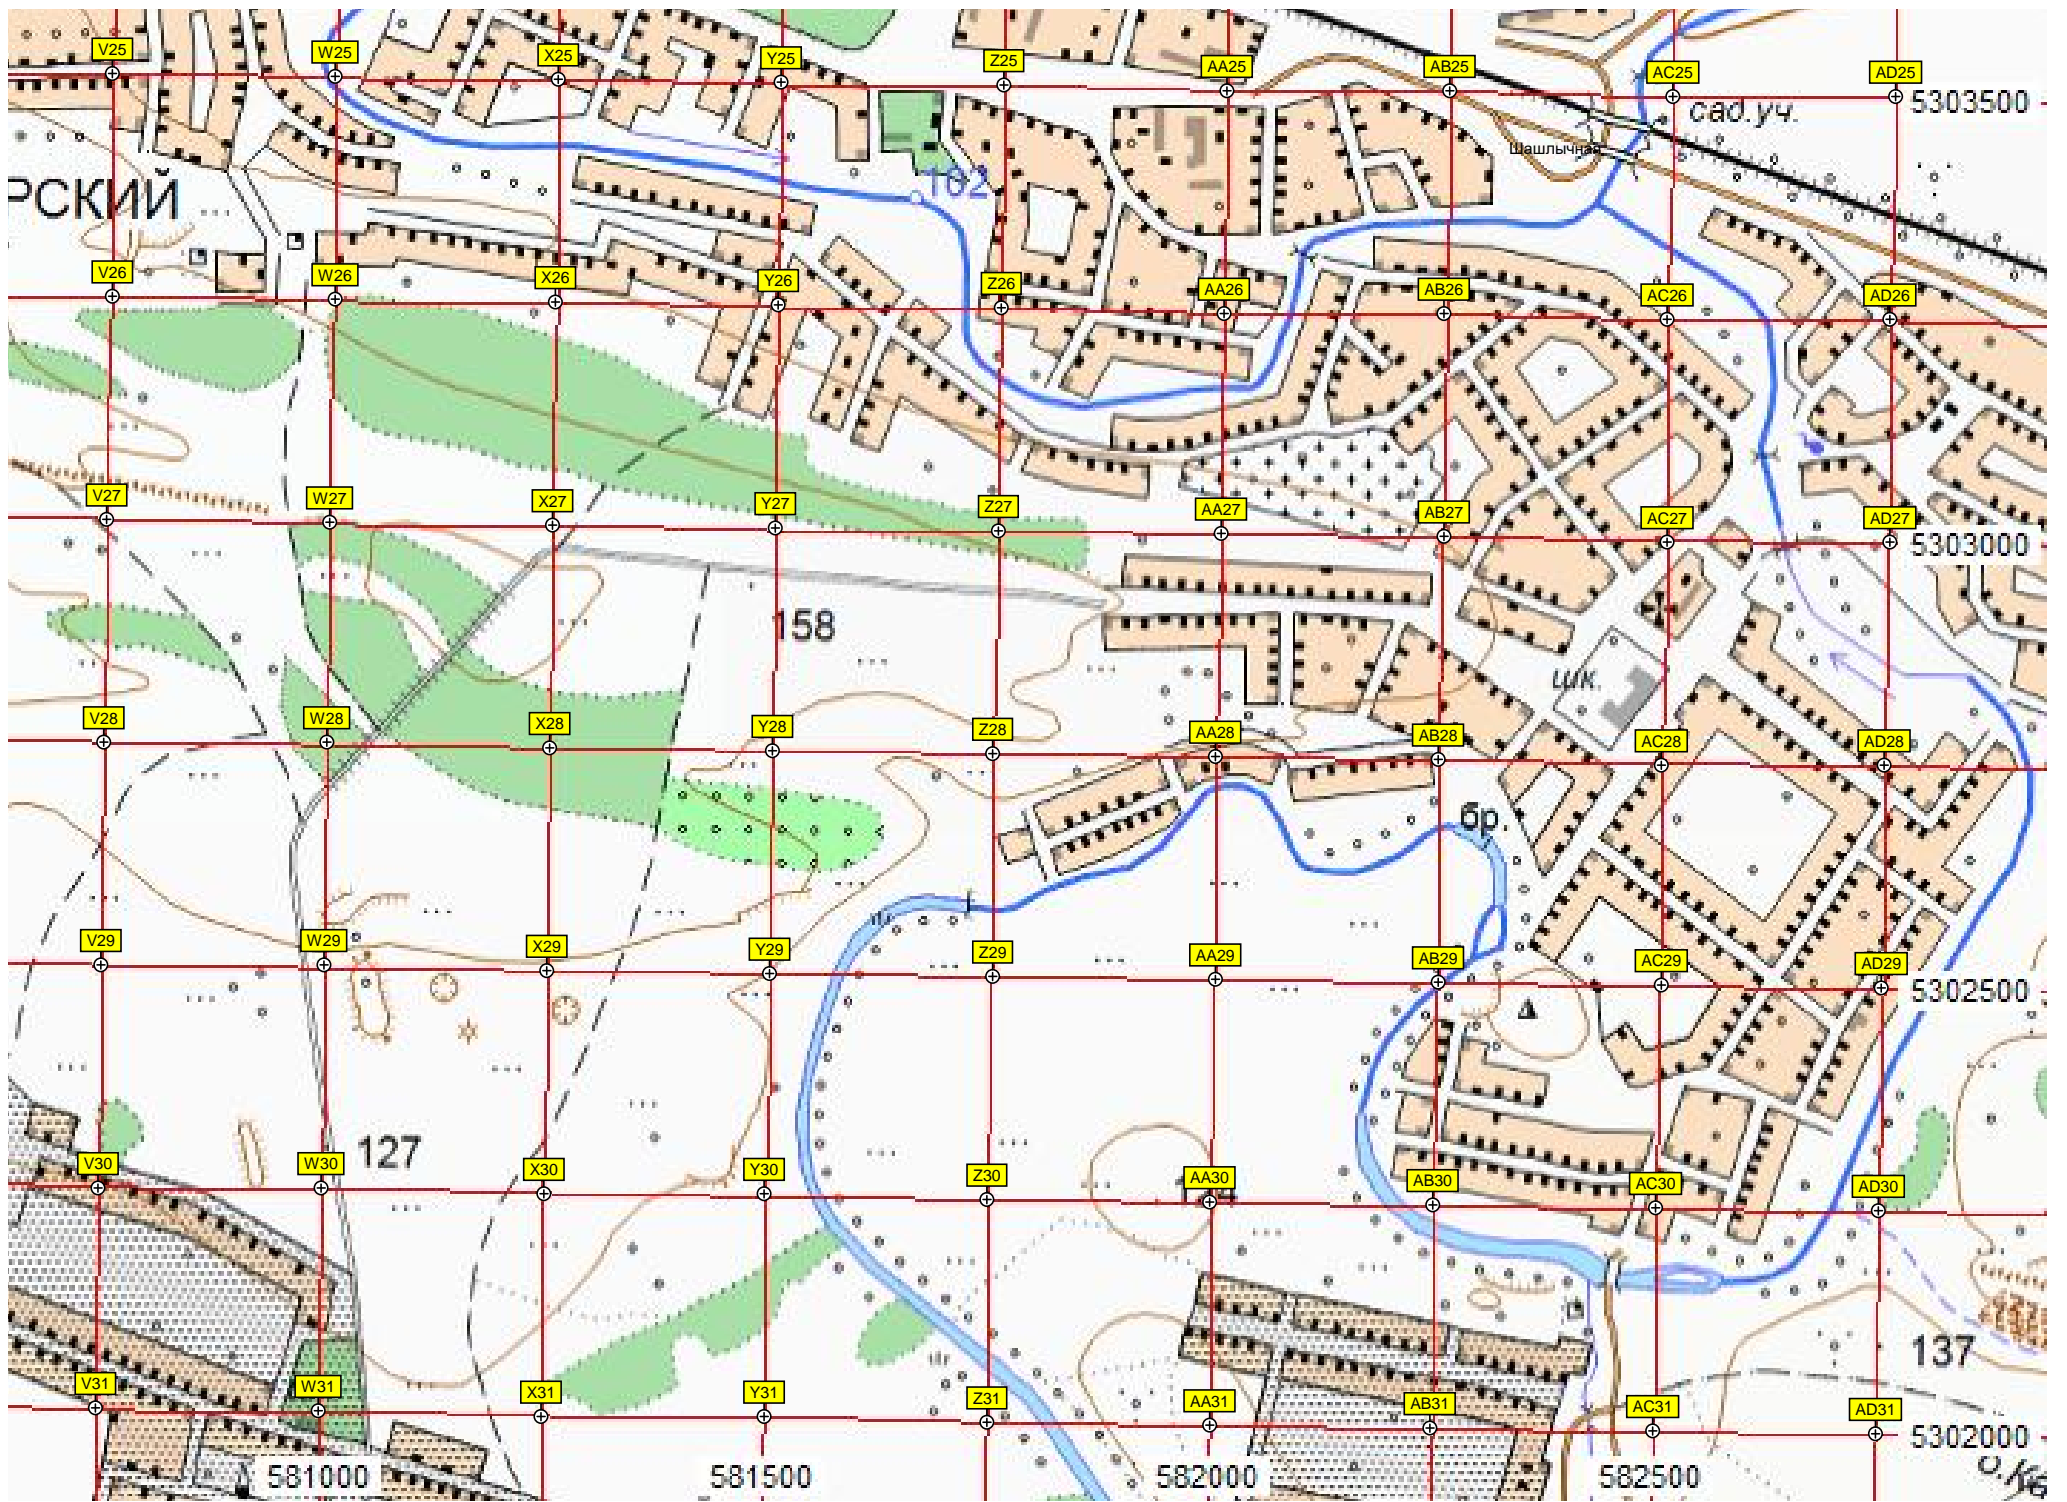 V25 W25 X25 Y25 Z25 AA25 AB25 AC25 AD25
5303500
сад.уч.
Шашлычная
102
РСКИЙ
V26 W26 X26 Y26 Z26 AA26 AB26 AC26 AD26
V27 W27 X27 Y27 Z27 AA27 AB27 AC27 AD27
5303000
158
шк.
V28 W28 X28 Y28 Z28 AA28 AB28 AC28 AD28
бр
V29 W29 X29 Y29 Z29 AA29 AB29 AC29 AD29
5302500
127
V30 W30 X30 Y30 Z30 AA30 AB30 AC30 AD30
137
V31 W31 X31 Y31 Z31 AA31 AB31 AC31 AD31
5302000
581000 581500 582000 582500